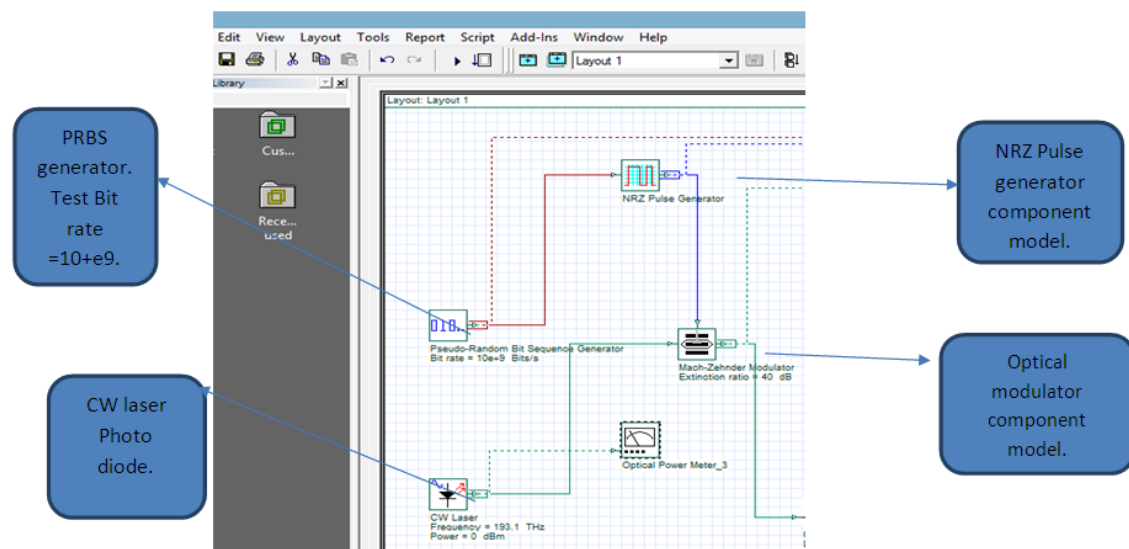 Edit View Layout Tools Report Script Add-Ins Window Help
Layout 1
Library
Cus...
Rece...
used
Layout: Layout 1
PRBS
generator.
Test Bit
rate
=10+e9.
NRZ Pulse
generator
component
model.
NRZ Pulse Generator
Pseudo-Random Bit Sequence Generator
Bit rate = 10e+9 Bits/s
Mach-Zehnder Modulator
Extinction ratio = 40 dB
CW laser
Photo
diode.
Optical
modulator
component
model.
Optical Power Meter_3
CW Laser
Frequency = 193.1 THz
Power = 0 dBm